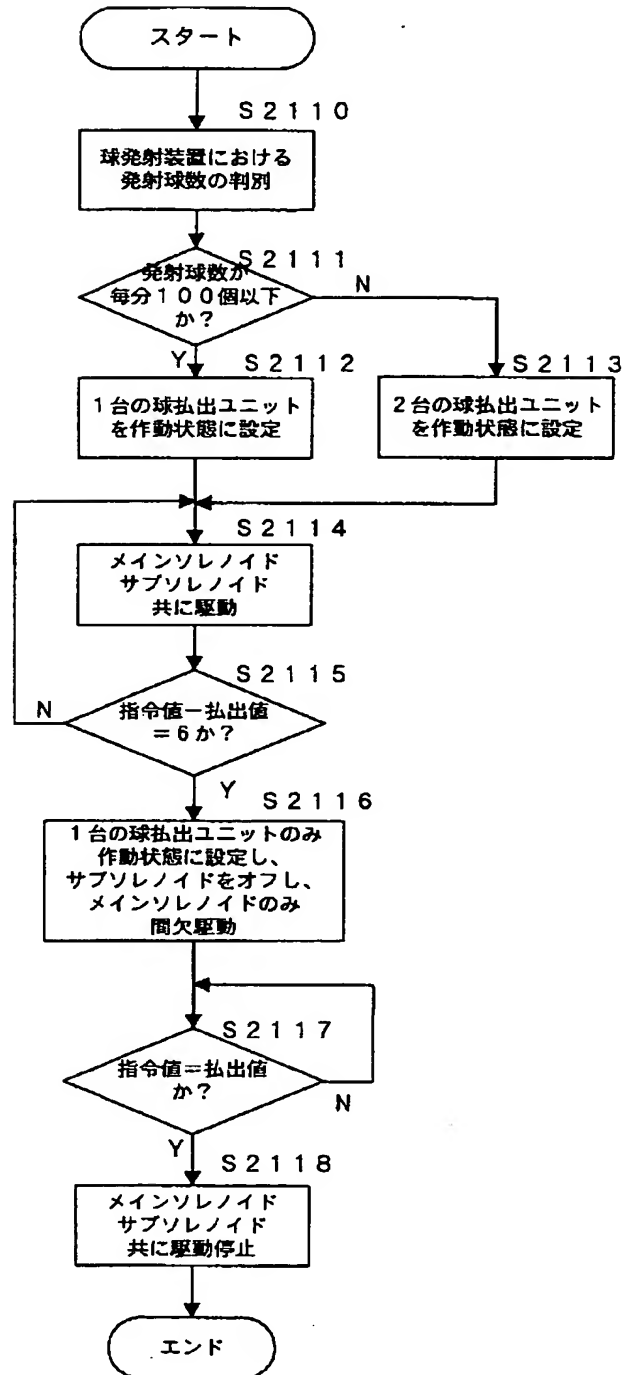 スタート
Ｓ２１１０
球発射装置における
発射球数の判別
Ｓ２１１１
発射球数が
毎分１００個以下
か？
N
Y
Ｓ２１１２
Ｓ２１１３
１台の球払出ユニット
を作動状態に設定
２台の球払出ユニット
を作動状態に設定
Ｓ２１１４
メインソレノイド
サブソレノイド
共に駆動
Ｓ２１１５
N
指令値－払出値
＝６か？
Y
Ｓ２１１６
１台の球払出ユニットのみ
作動状態に設定し、
サブソレノイドをオフし、
メインソレノイドのみ
間欠駆動
Ｓ２１１７
指令値＝払出値
か？
N
Y
Ｓ２１１８
メインソレノイド
サブソレノイド
共に駆動停止
エンド